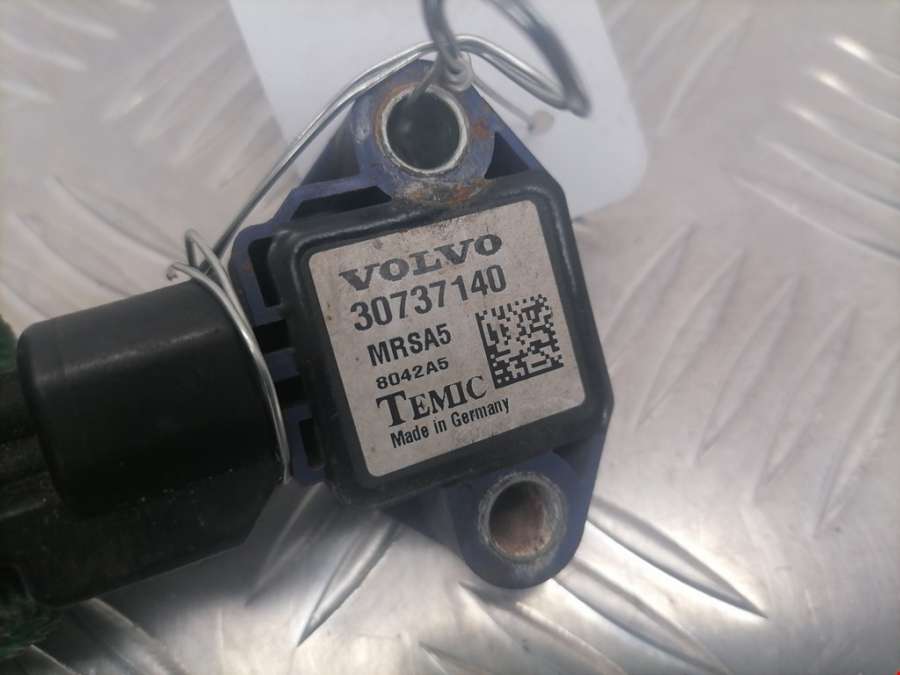 VOLVO
30737140
MRSA5
8042A5
TEMIC
Made in Germany